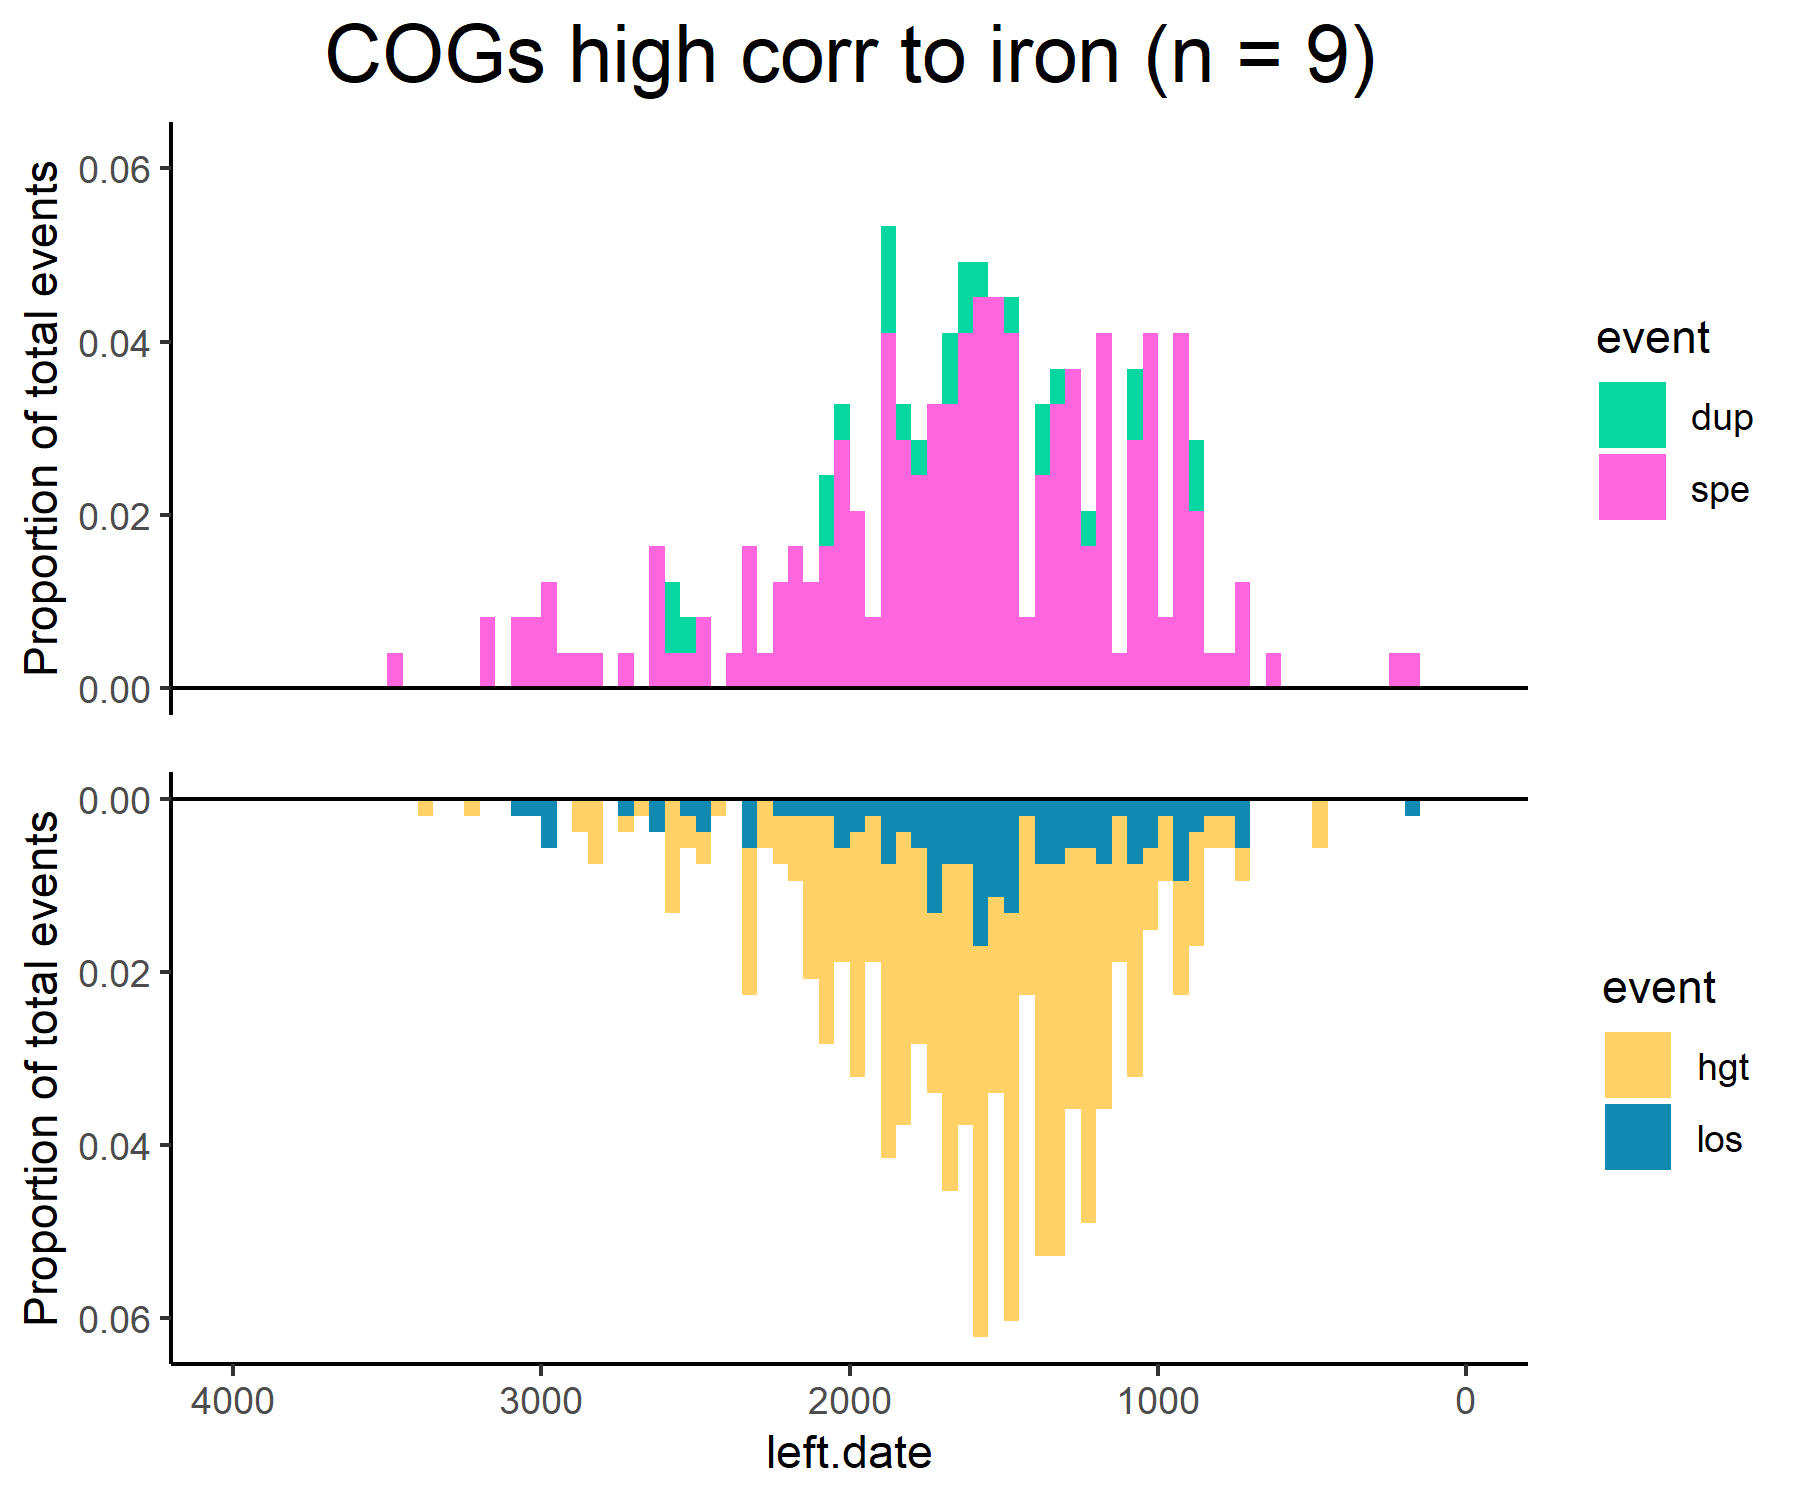 COGs high corr to iron (n = 9)
Proportion of total events
0.06
0.04
0.02
0.00
event
dup
spe
Proportion of total events
0.00
0.02
0.04
0.06
event
hgt
los
4000 3000 2000 1000 0
left.date